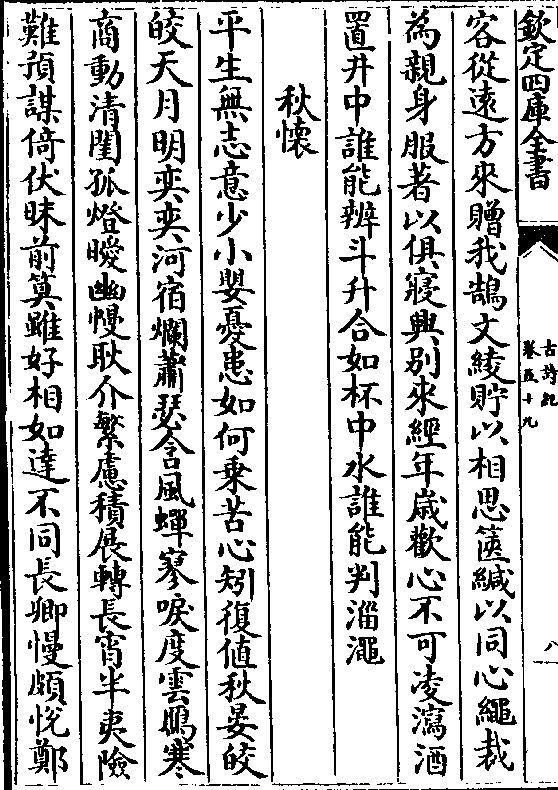 欽定四庫全書
古詩紀
卷五十九
八
客從遠方來贈我鵠文綾貯以相思篋緘以同心繩裁
為親身服著以俱寢興別來經年歲歡心不可凌瀉酒
置井中誰能辨斗升合如杯中水誰能判淄澠
秋懐
平生無志意少小嬰憂患如何乗苦心矧復值秋晏皎
皎天月明奕奕河宿爛蕭瑟含風蟬寥唳度雲鴈寒
商動清閨孤燈曖幽幔耿介繁慮積展轉長宵半夷險
難預謀倚伏昧前筭雖好相如達不同長卿慢頗悅鄭